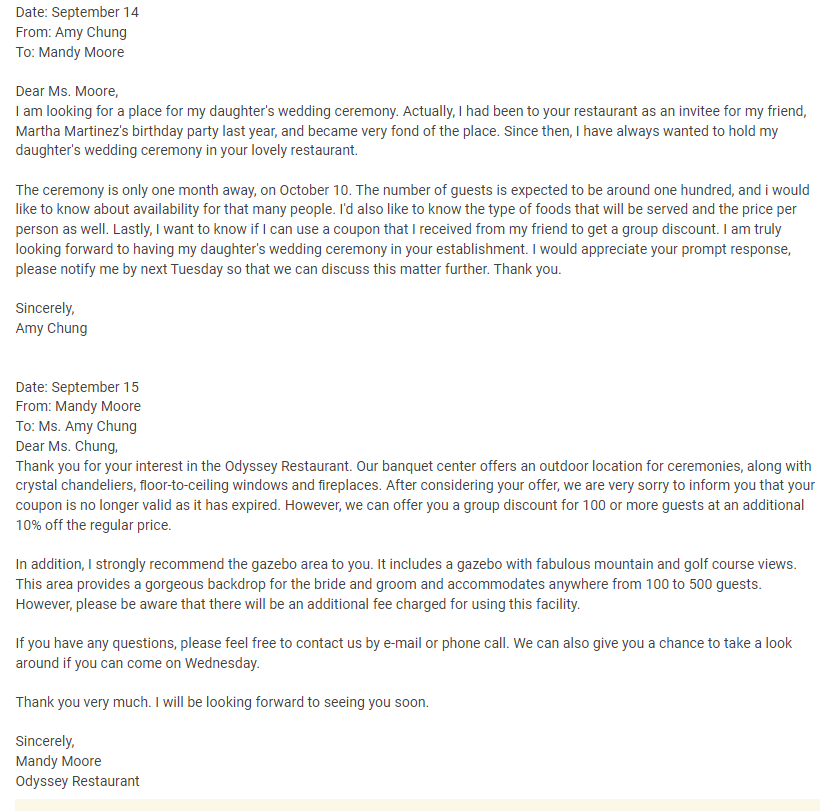 Date: September 14
From: Amy Chung
To: Mandy Moore
Dear Ms. Moore,
I am looking for a place for my daughter's wedding ceremony. Actually, I had been to your restaurant as an invitee for my friend,
Martha Martinez's birthday party last year, and became very fond of the place. Since then, I have always wanted to hold my
daughter's wedding ceremony in your lovely restaurant.
The ceremony is only one month away, on October 10. The number of guests is expected to be around one hundred, and i would
like to know about availability for that many people. I'd also like to know the type of foods that will be served and the price per
person as well. Lastly, I want to know if I can use a coupon that I received from my friend to get a group discount. I am truly
looking forward to having my daughter's wedding ceremony in your establishment. I would appreciate your prompt response,
please notify me by next Tuesday so that we can discuss this matter further. Thank you.
Sincerely,
Amy Chung
Date: September 15
From: Mandy Moore
To: Ms. Amy Chung
Dear Ms. Chung,
Thank you for your interest in the Odyssey Restaurant. Our banquet center offers an outdoor location for ceremonies, along with
crystal chandeliers, floor-to-ceiling windows and fireplaces. After considering your offer, we are very sorry to inform you that your
coupon is no longer valid as it has expired. However, we can offer you a group discount for 100 or more guests at an additional
10% off the regular price.
In addition, I strongly recommend the gazebo area to you. It includes a gazebo with fabulous mountain and golf course views.
This area provides a gorgeous backdrop for the bride and groom and accommodates anywhere from 100 to 500 guests.
However, please be aware that there will be an additional fee charged for using this facility.
If you have any questions, please feel free to contact us by e-mail or phone call. We can also give you a chance to take a look
around if you can come on Wednesday.
Thank you very much. I will be looking forward to seeing you soon.
Sincerely,
Mandy Moore
Odyssey Restaurant